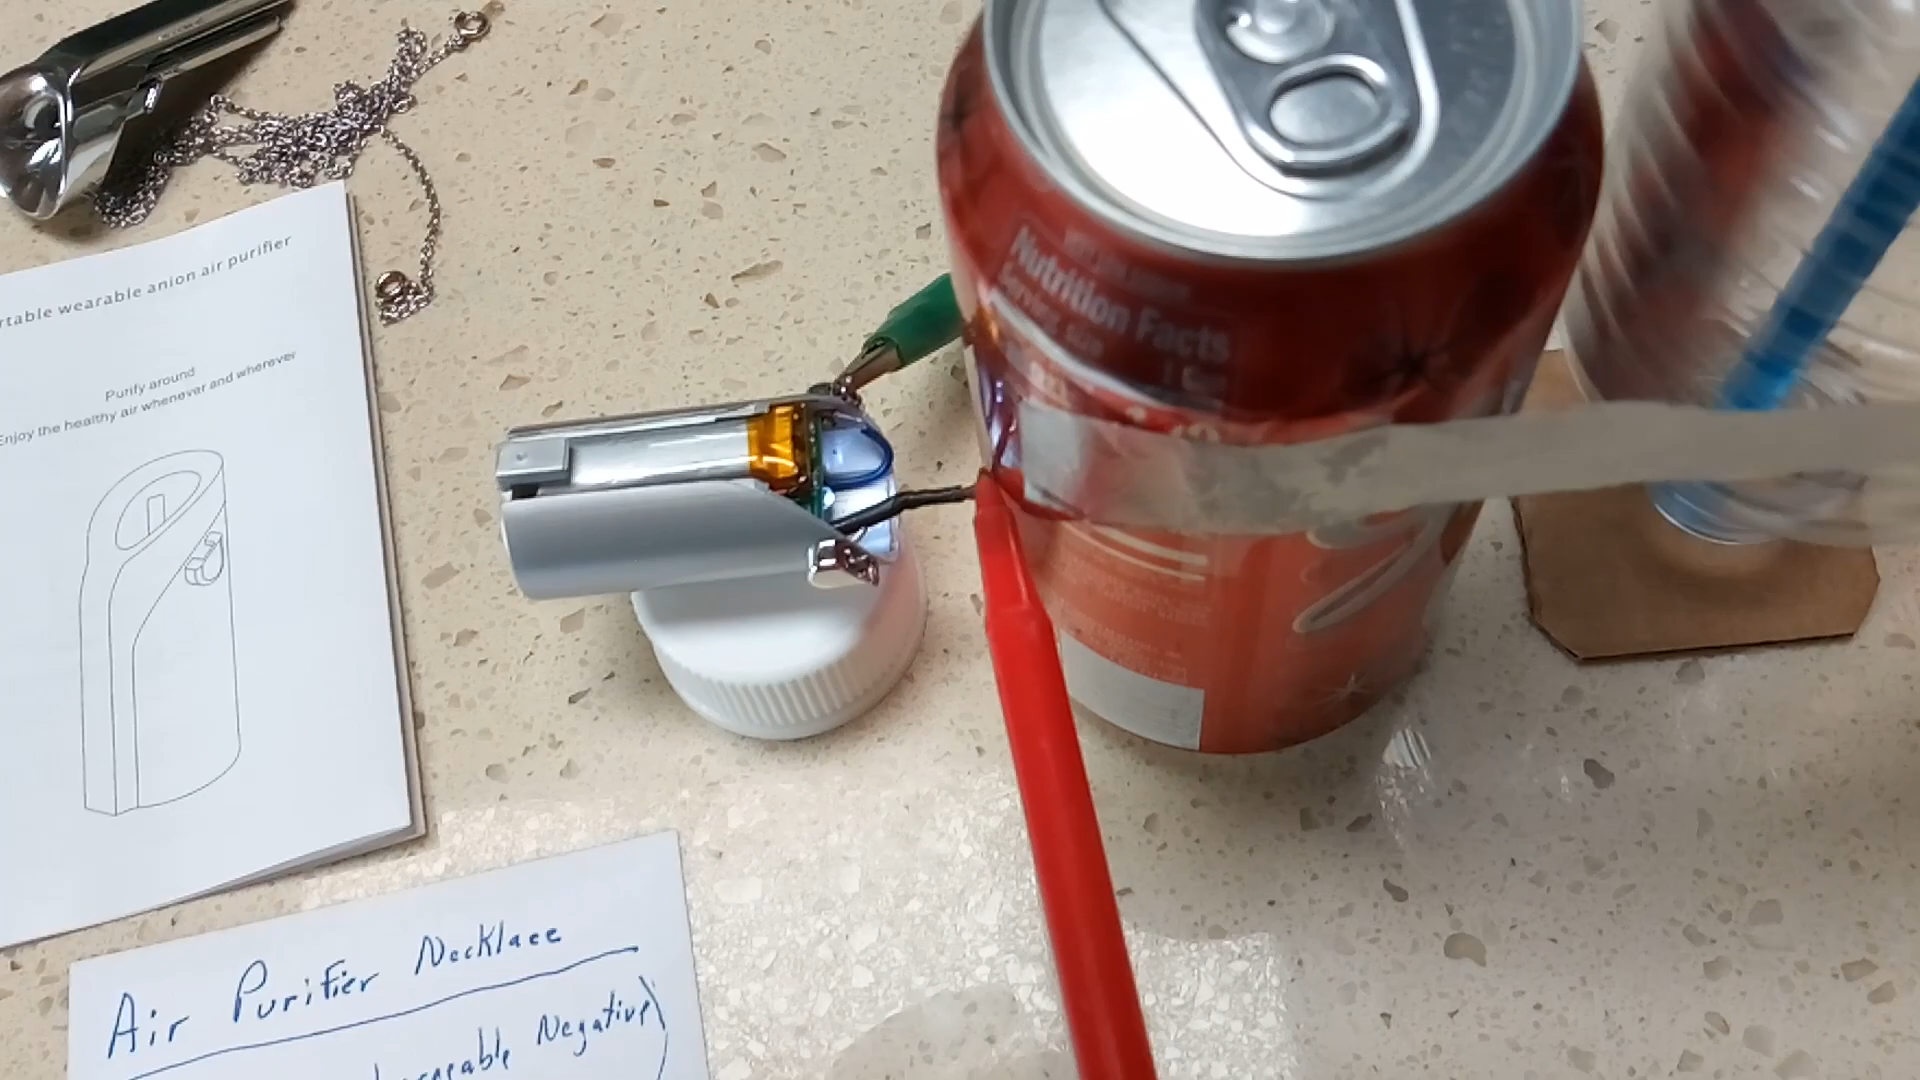 wearable anion air purifier
Purify around
Enjoy the healthy air whenever and wherever
Nutrition Facts
Air Purifier Necklace
Negative